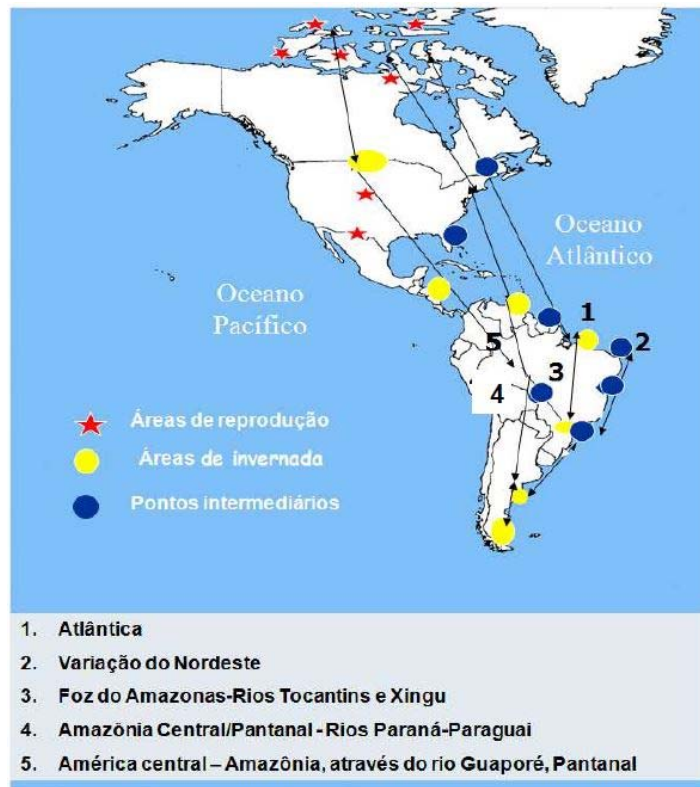 Oceano
Atlântico
Oceano
Pacífico
1
2
5
3
4
Áreas de reprodução
Áreas de invernada
Pontos intermediários
1. Atlântica
2. Variação do Nordeste
3. Foz do Amazonas-Rios Tocantins e Xingu
4. Amazônia Central/Pantanal - Rios Paraná-Paraguai
5. América central – Amazônia, através do rio Guaporé, Pantanal